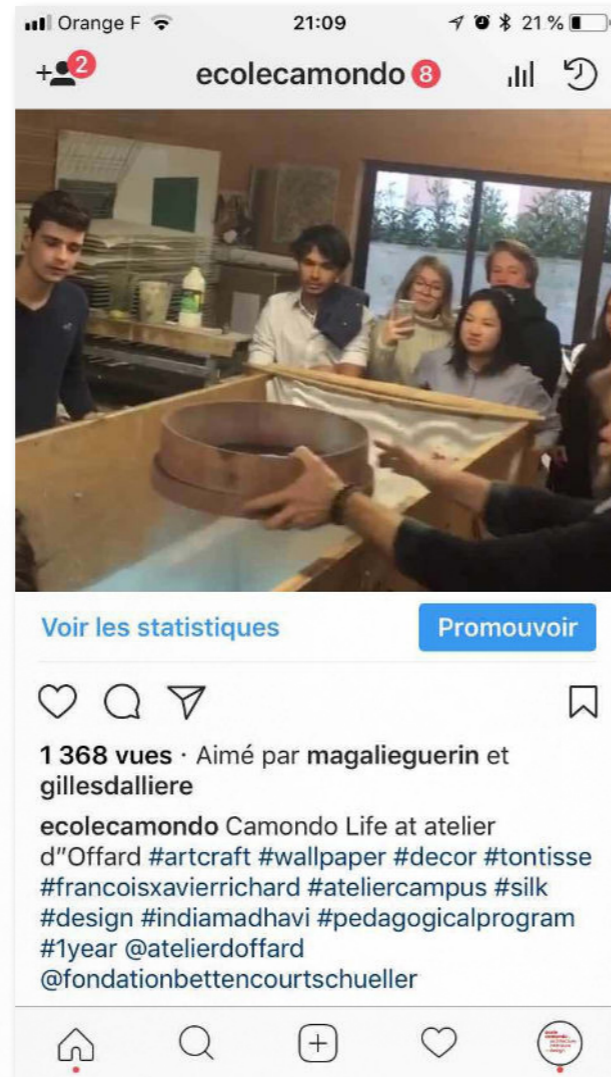 Orange F 21:09 21 %
2 ecolecamondo 8
Voir les statistiques Promouvoir
1 368 vues · Aimé par magalieguerin et
gillesdalliere
ecolecamondo Camondo Life at atelier
d"Offard #artcraft #wallpaper #decor #tontisse
#francoisxavierrichard #ateliercampus #silk
#design #indiamadhavi #pedagogicalprogram
#1year @atelierdoffard
@fondationbettencourtschueller